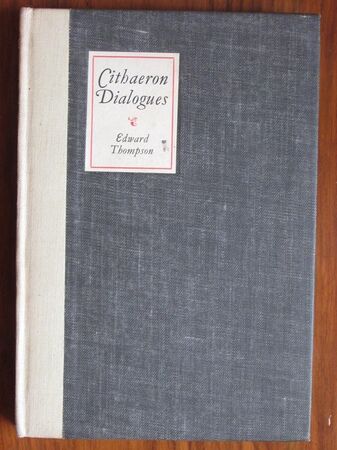 Cithaeron
Dialogues
Edward
Thompson